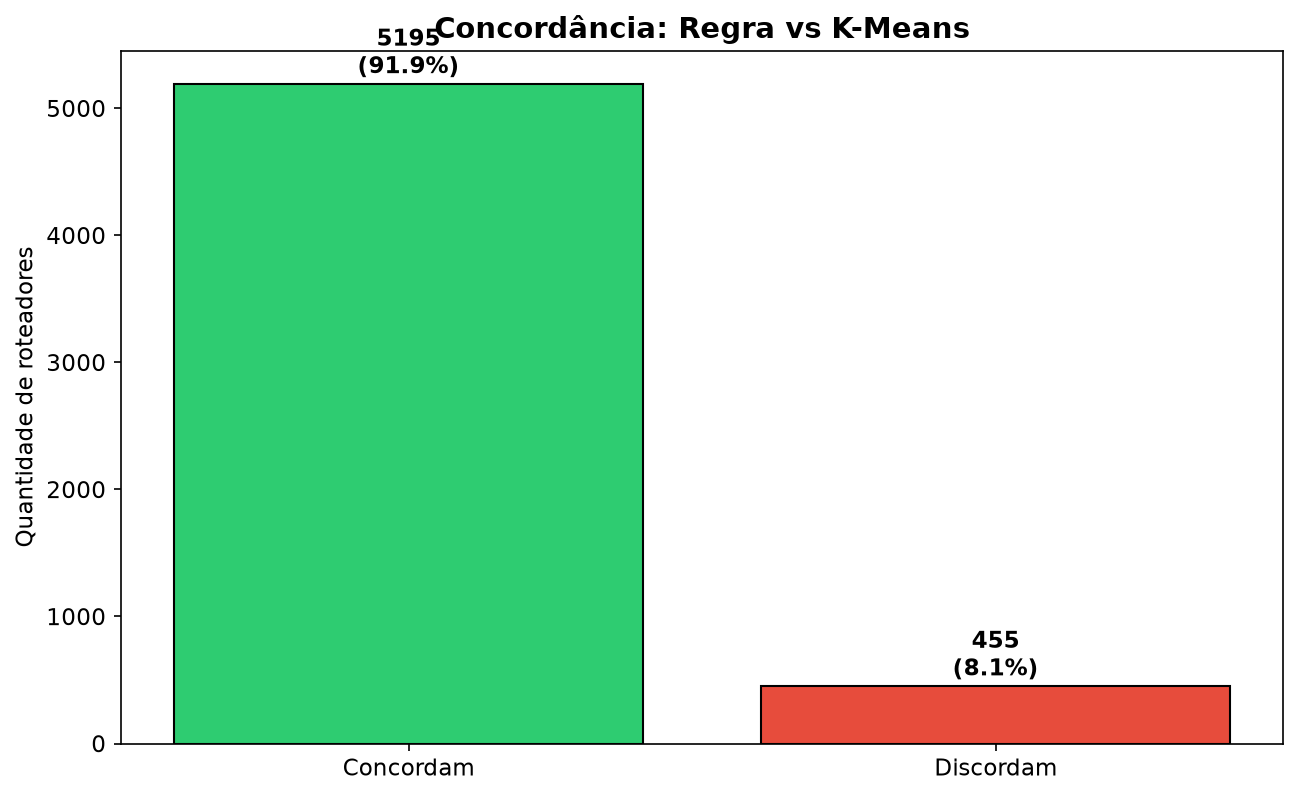 Concordância: Regra vs K-Means
5195
(91.9%)
5000
4000
3000
2000
1000
0
Quantidade de roteadores
455
(8.1%)
Concordam
Discordam